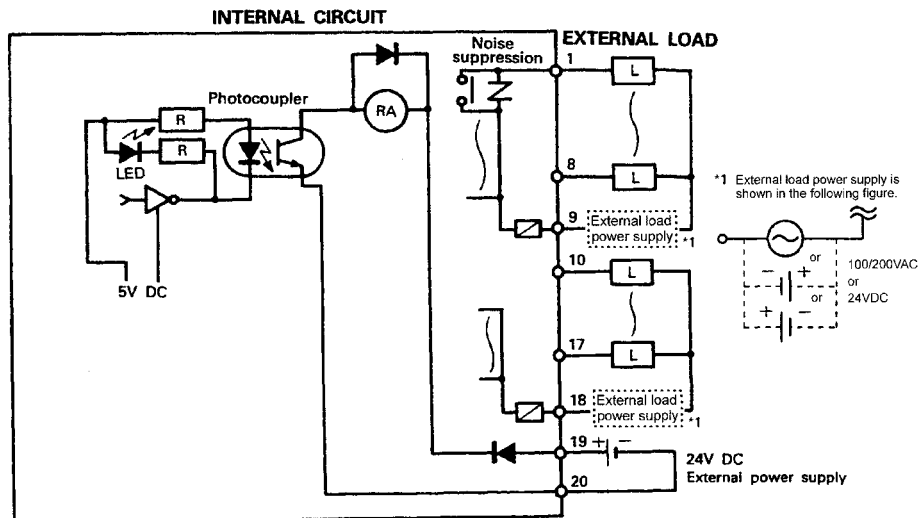 INTERNAL CIRCUIT
Noise
suppression
EXTERNAL LOAD
1
L
Photocoupler
RA
R
R
LED
8
L
*1 External load power supply is
shown in the following figure.
9
External load
power supply
*1
10
L
5V DC
or
− +
or
+ −
100/200VAC
or
24VDC
17
L
18
External load
power supply
*1
19
+ −
24V DC
External power supply
20